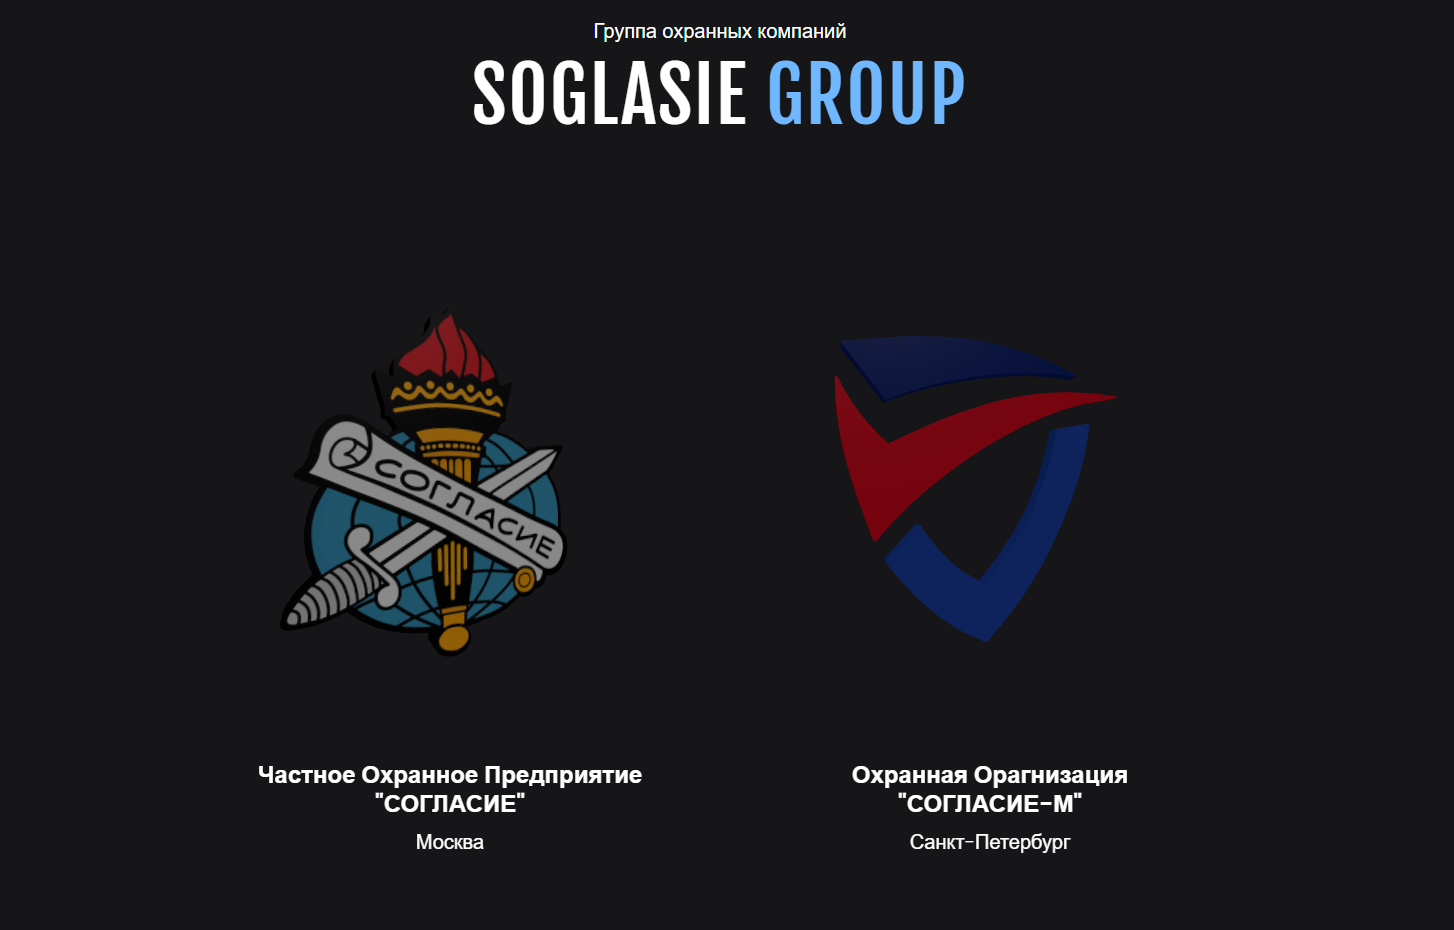 Группа охранных компаний
SOGLASIE GROUP
СОГЛАСИЕ
Частное Охранное Предприятие
"СОГЛАСИЕ"
Москва
Охранная Орагнизация
"СОГЛАСИЕ-М"
Санкт-Петербург